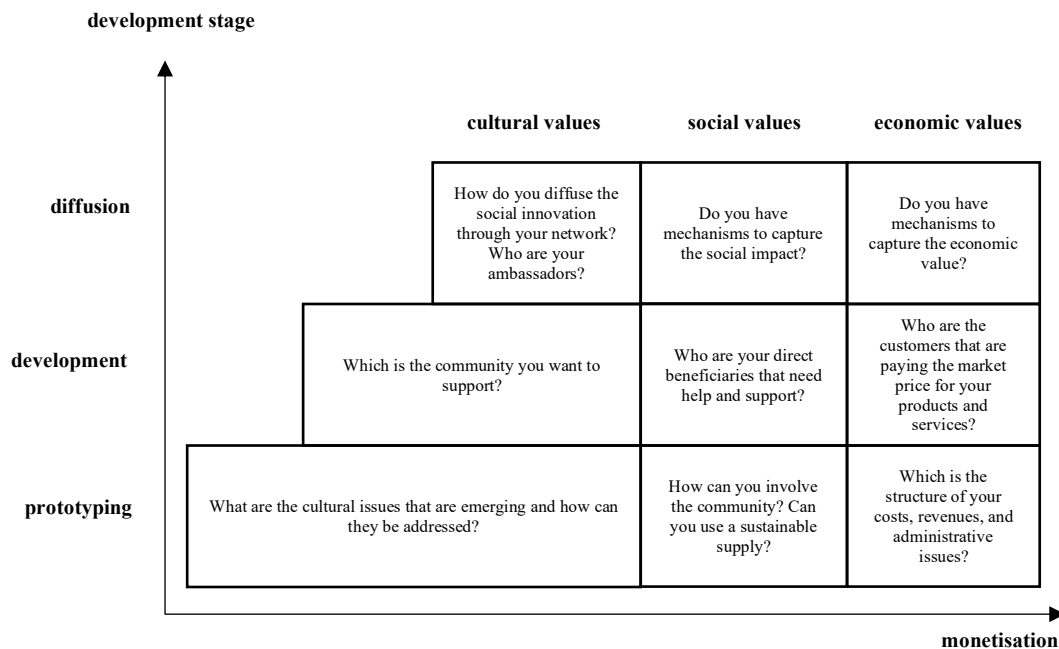 development stage
cultural values
social values
economic values
diffusion
How do you diffuse the
social innovation
through your network?
Who are your
ambassadors?
Do you have
mechanisms to capture
the social impact?
Do you have
mechanisms to
capture the economic
value?
development
Which is the community you want to
support?
Who are your direct
beneficiaries that need
help and support?
Who are the
customers that are
paying the market
price for your
products and
services?
prototyping
What are the cultural issues that are emerging and how can
they be addressed?
How can you involve
the community? Can
you use a sustainable
supply?
Which is the
structure of your
costs, revenues, and
administrative
issues?
monetisation